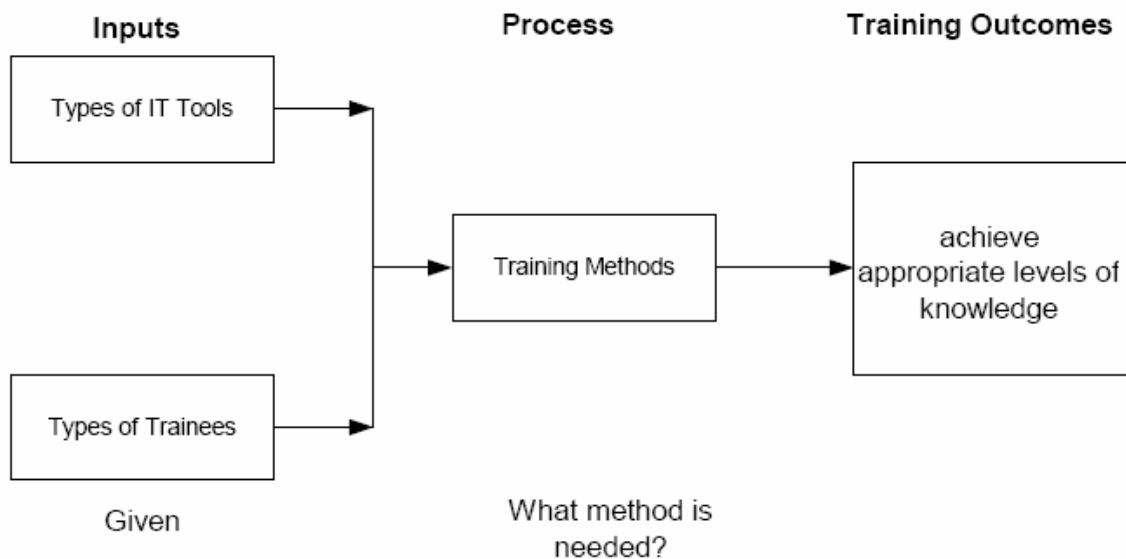 Inputs
Process
Training Outcomes
Types of IT Tools
Training Methods
achieve
appropriate levels of
knowledge
Types of Trainees
Given
What method is
needed?